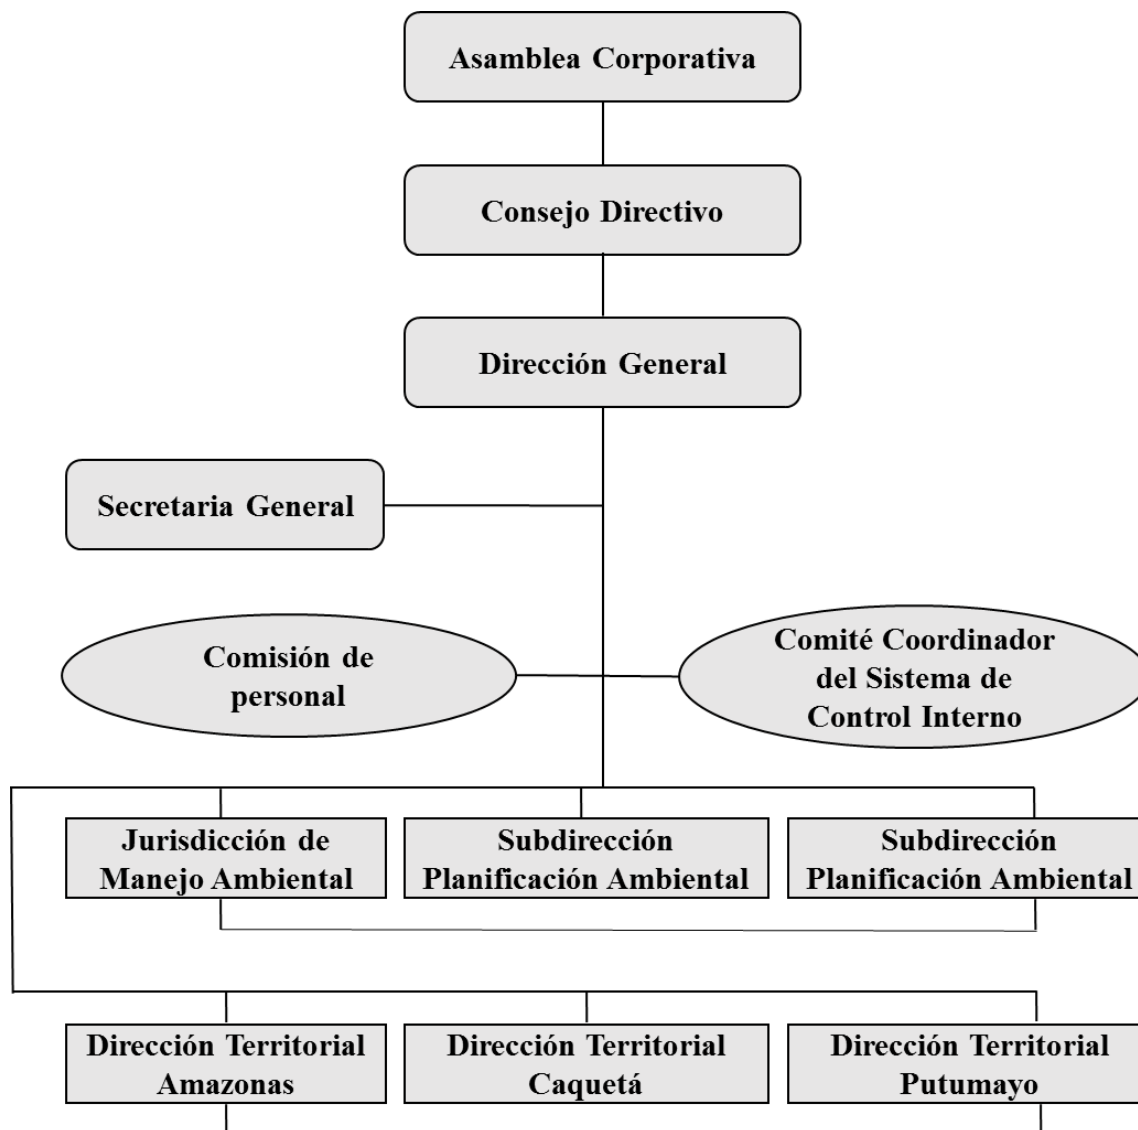 Asamblea Corporativa
Consejo Directivo
Dirección General
Secretaria General
Comisión de
personal
Comité Coordinador
del Sistema de
Control Interno
Jurisdicción de
Manejo Ambiental
Subdirección
Planificación Ambiental
Subdirección
Planificación Ambiental
Dirección Territorial
Amazonas
Dirección Territorial
Caquetá
Dirección Territorial
Putumayo